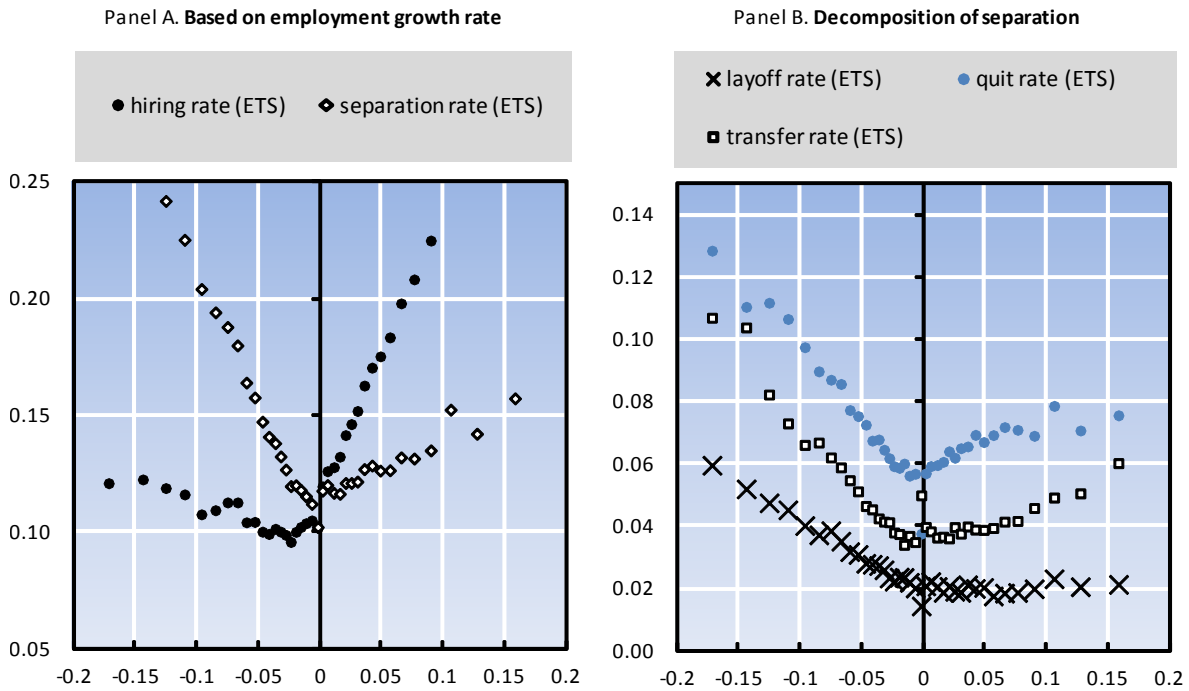 Panel A. Based on employment growth rate
hiring rate (ETS) separation rate (ETS)
0.25
0.20
0.15
0.10
0.05
-0.2 -0.15 -0.1 -0.05 0 0.05 0.1 0.15 0.2
Panel B. Decomposition of separation
layoff rate (ETS) quit rate (ETS)
transfer rate (ETS)
0.14
0.12
0.10
0.08
0.06
0.04
0.02
0.00
-0.2 -0.15 -0.1 -0.05 0 0.05 0.1 0.15 0.2